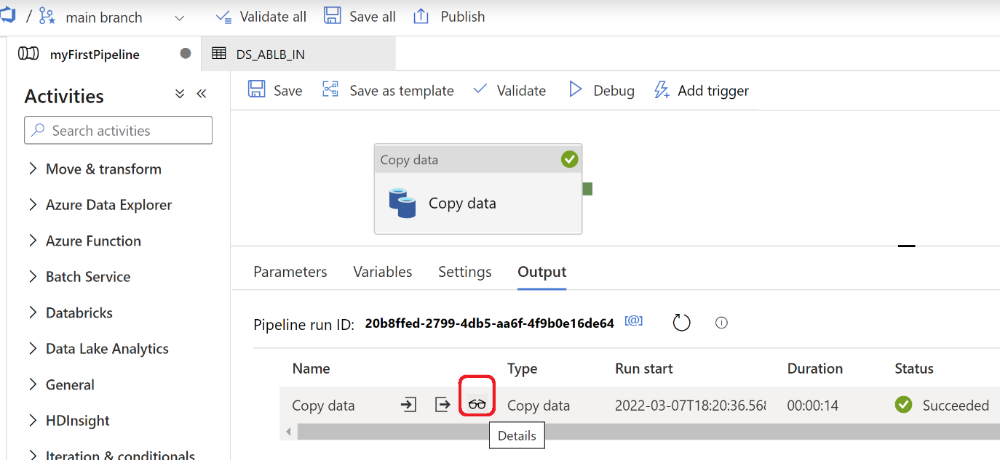 / main branch Validate all Save all Publish
myFirstPipeline DS_ABLB_IN
Activities
Save Save as template Validate Debug Add trigger
Search activities
Move & transform
Azure Data Explorer
Azure Function
Batch Service
Databricks
Data Lake Analytics
General
HDInsight
Iteration & conditionals
Copy data
Copy data
Parameters Variables Settings Output
Pipeline run ID: 20b8ffed-2799-4db5-aa6f-4f9b0e16de64 [@]
Name Type Run start Duration Status
Copy data Copy data 2022-03-07T18:20:36.568 00:00:14 Succeeded
Details